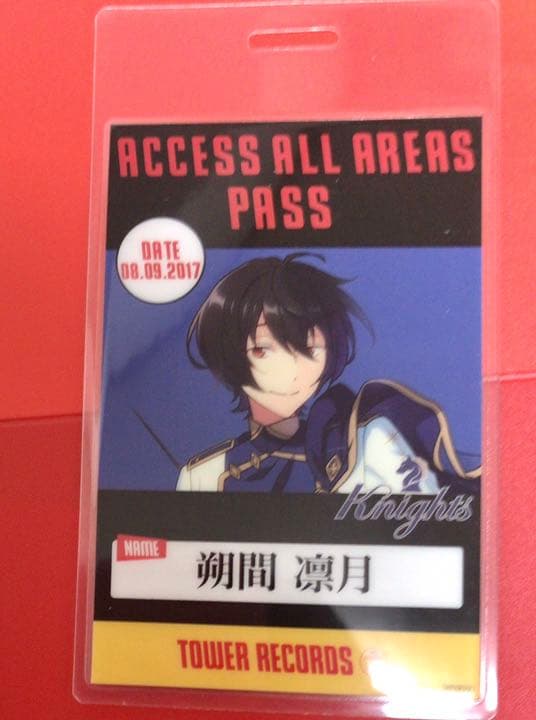 ACCESS ALL AREAS
PASS
DATE
08.09.2017
Knights
NAME
朔間 凛月
TOWER RECORDS